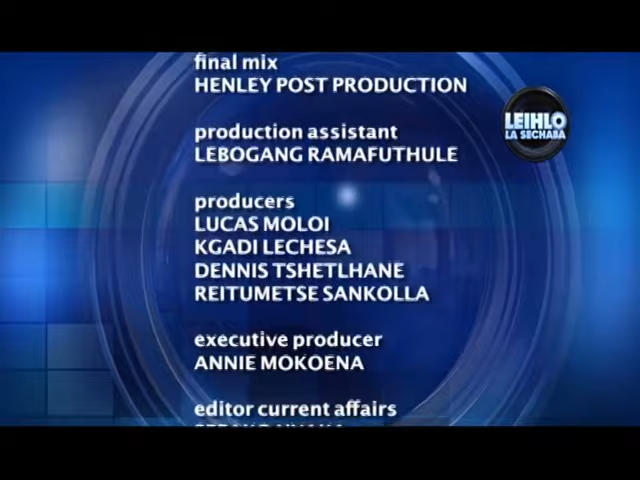 final mix
HENLEY POST PRODUCTION
LEIHLO
LA SECHABA
production assistant
LEBOGANG RAMAFUTHULE
producers
LUCAS MOLOI
KGADI LECHESA
DENNIS TSHETLHANE
REITUMETSE SANKOLLA
executive producer
ANNIE MOKOENA
editor current affairs